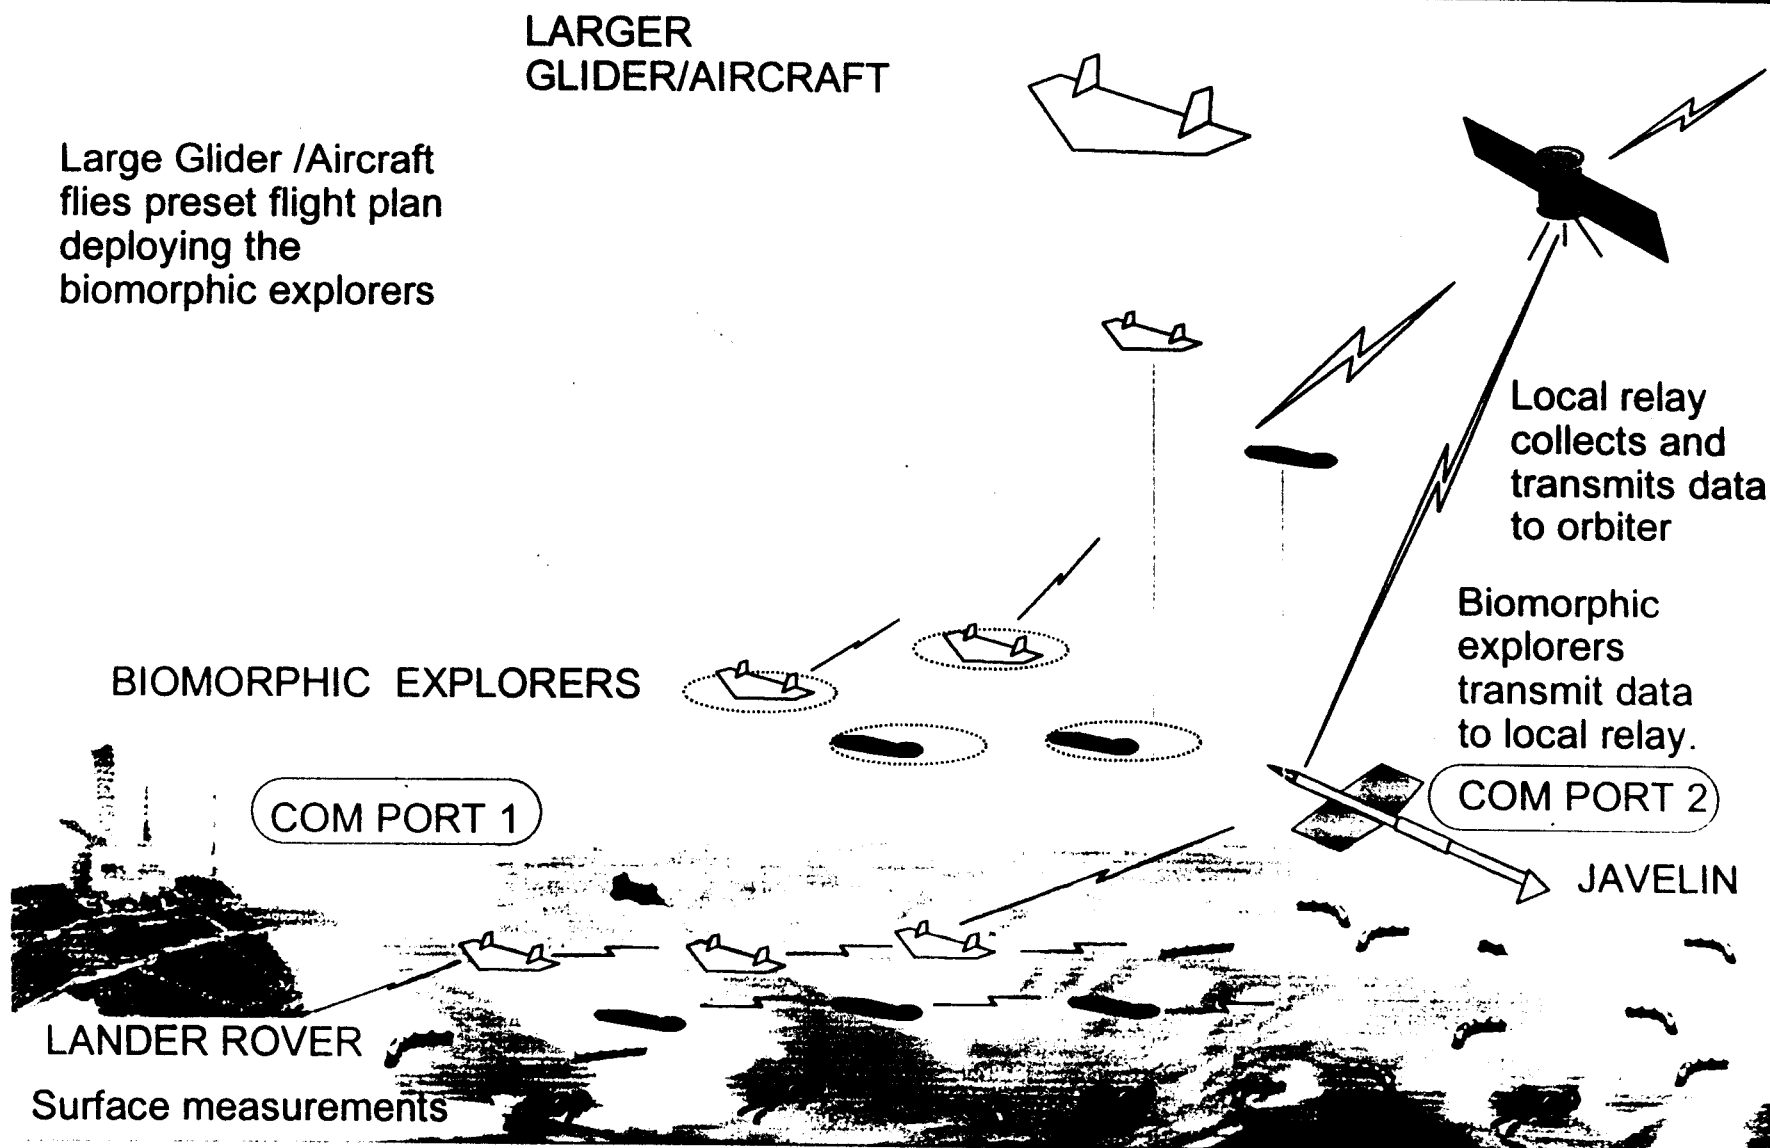 LARGER
GLIDER/AIRCRAFT
Large Glider /Aircraft
flies preset flight plan
deploying the
biomorphic explorers
Local relay
collects and
transmits data
to orbiter
Biomorphic
explorers
transmit data
to local relay.
BIOMORPHIC EXPLORERS
COM PORT 1
COM PORT 2
JAVELIN
LANDER ROVER
Surface measurements